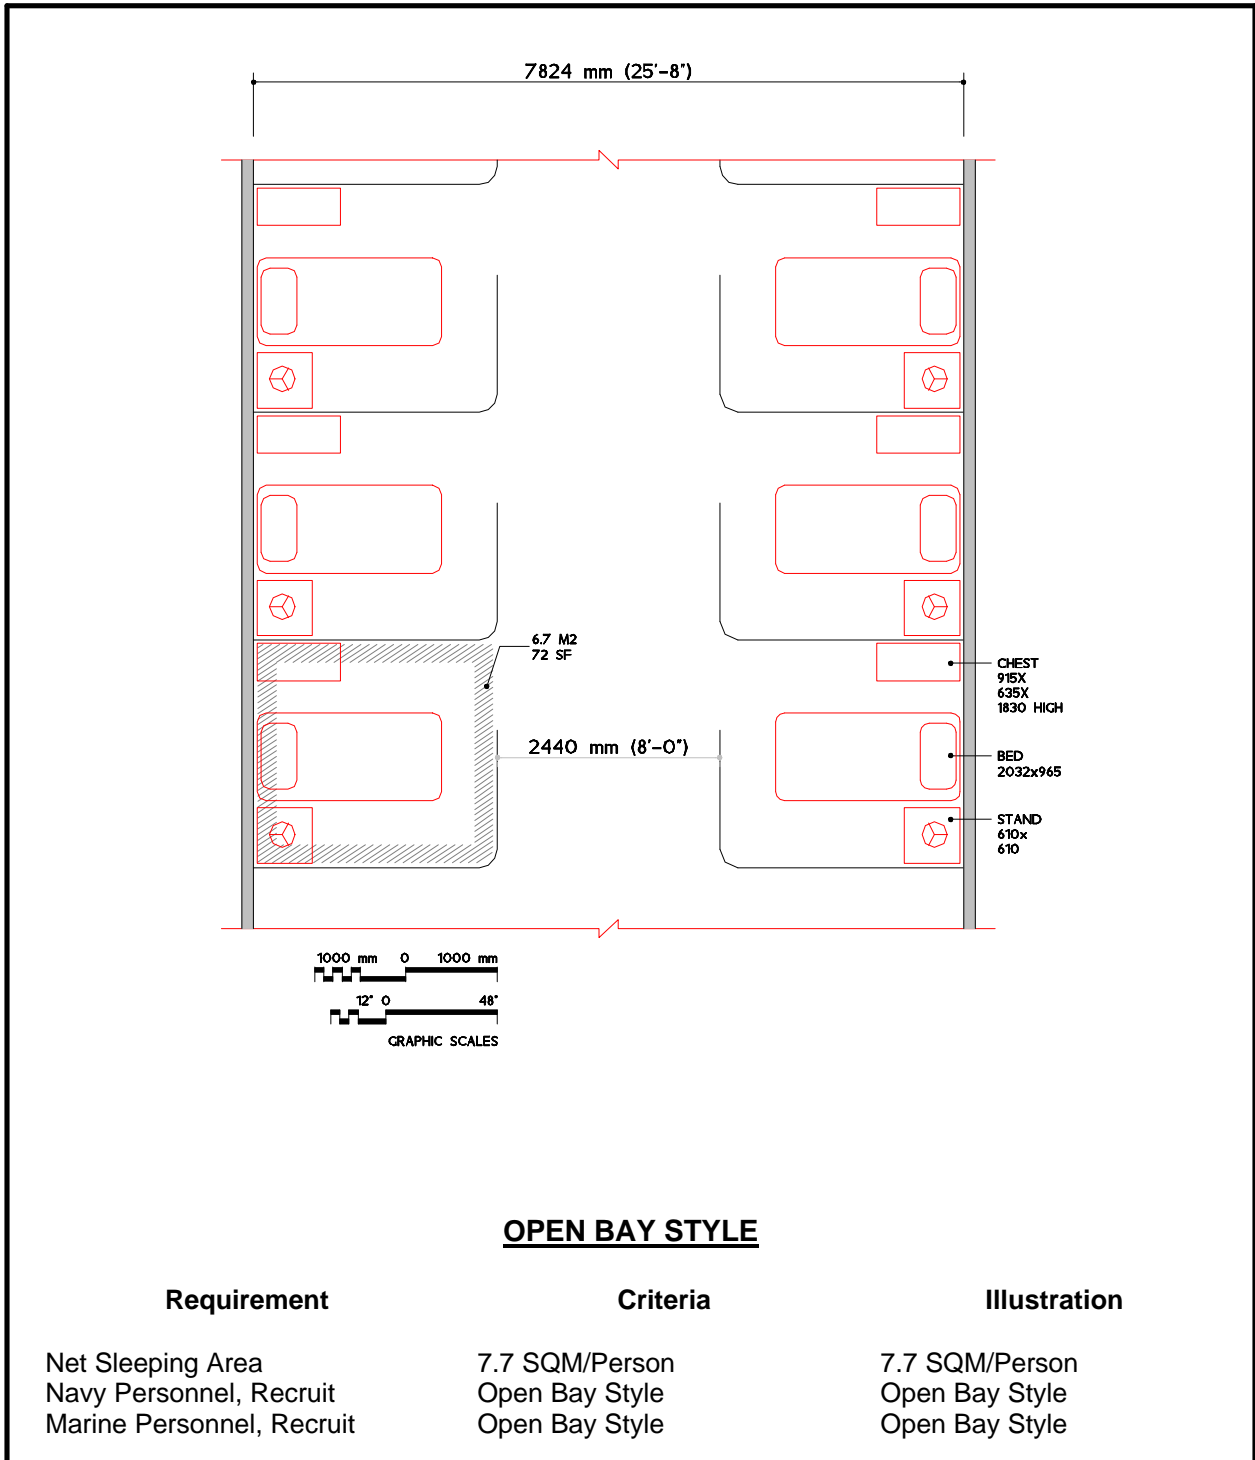 7824 mm (25'-8")
6.7 M2
72 SF
CHEST
915X
635X
1830 HIGH
2440 mm (8'-0")
BED
2032x965
STAND
610x
610
1000 mm 0 1000 mm
12" 0 48"
GRAPHIC SCALES
OPEN BAY STYLE
Requirement Criteria Illustration
Net Sleeping Area 7.7 SQM/Person 7.7 SQM/Person
Navy Personnel, Recruit Open Bay Style Open Bay Style
Marine Personnel, Recruit Open Bay Style Open Bay Style